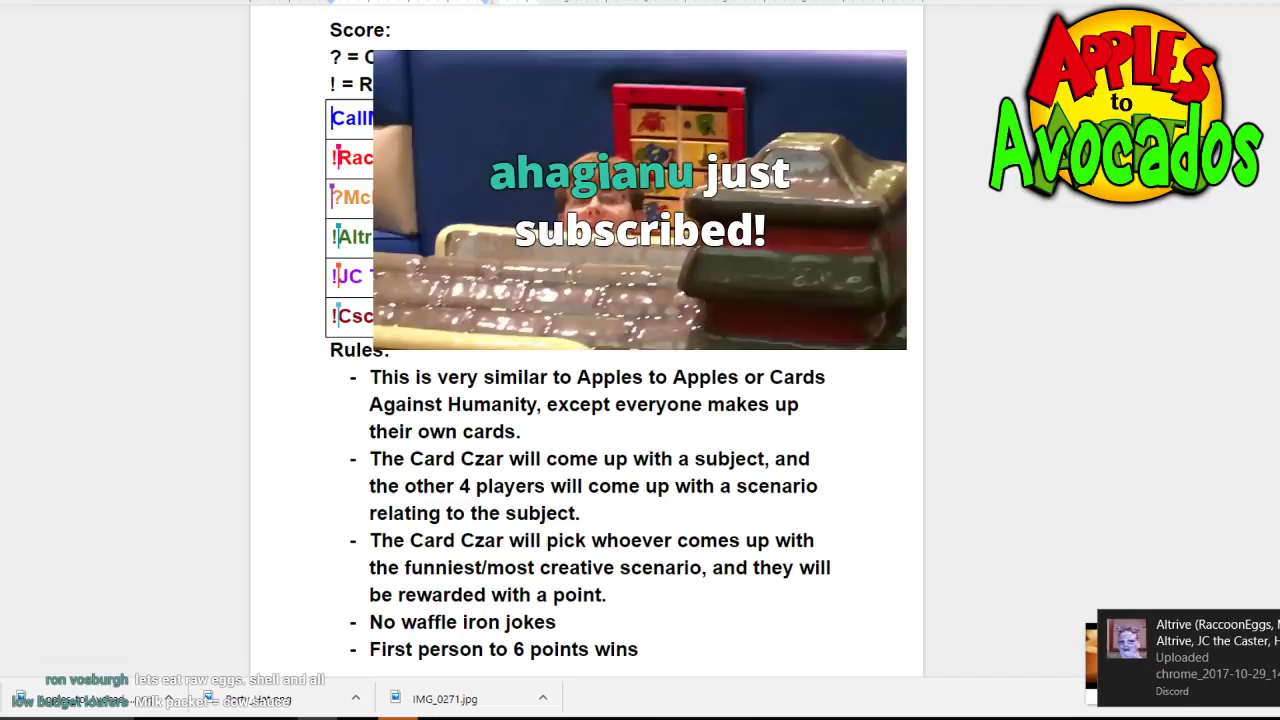 Score:
? = C
! = R
CallM
!Rac
?Mc
!Altr
!JC
!Csc
ahagianu just
subscribed!
Rules:
- This is very similar to Apples to Apples or Cards
Against Humanity, except everyone makes up
their own cards.
- The Card Czar will come up with a subject, and
the other 4 players will come up with a scenario
relating to the subject.
- The Card Czar will pick whoever comes up with
the funniest/most creative scenario, and they will
be rewarded with a point.
- No waffle iron jokes
- First person to 6 points wins
APPLES
to
Avocados
Altrive (RaccoonEggs, M
Altrive, JC the Caster, H
Uploaded
chrome_2017-10-29_14
Discord
ron vosburgh lets eat raw eggs. shell and all
low budget loufers Milk packet = cow sauce
IMG_0271.jpg